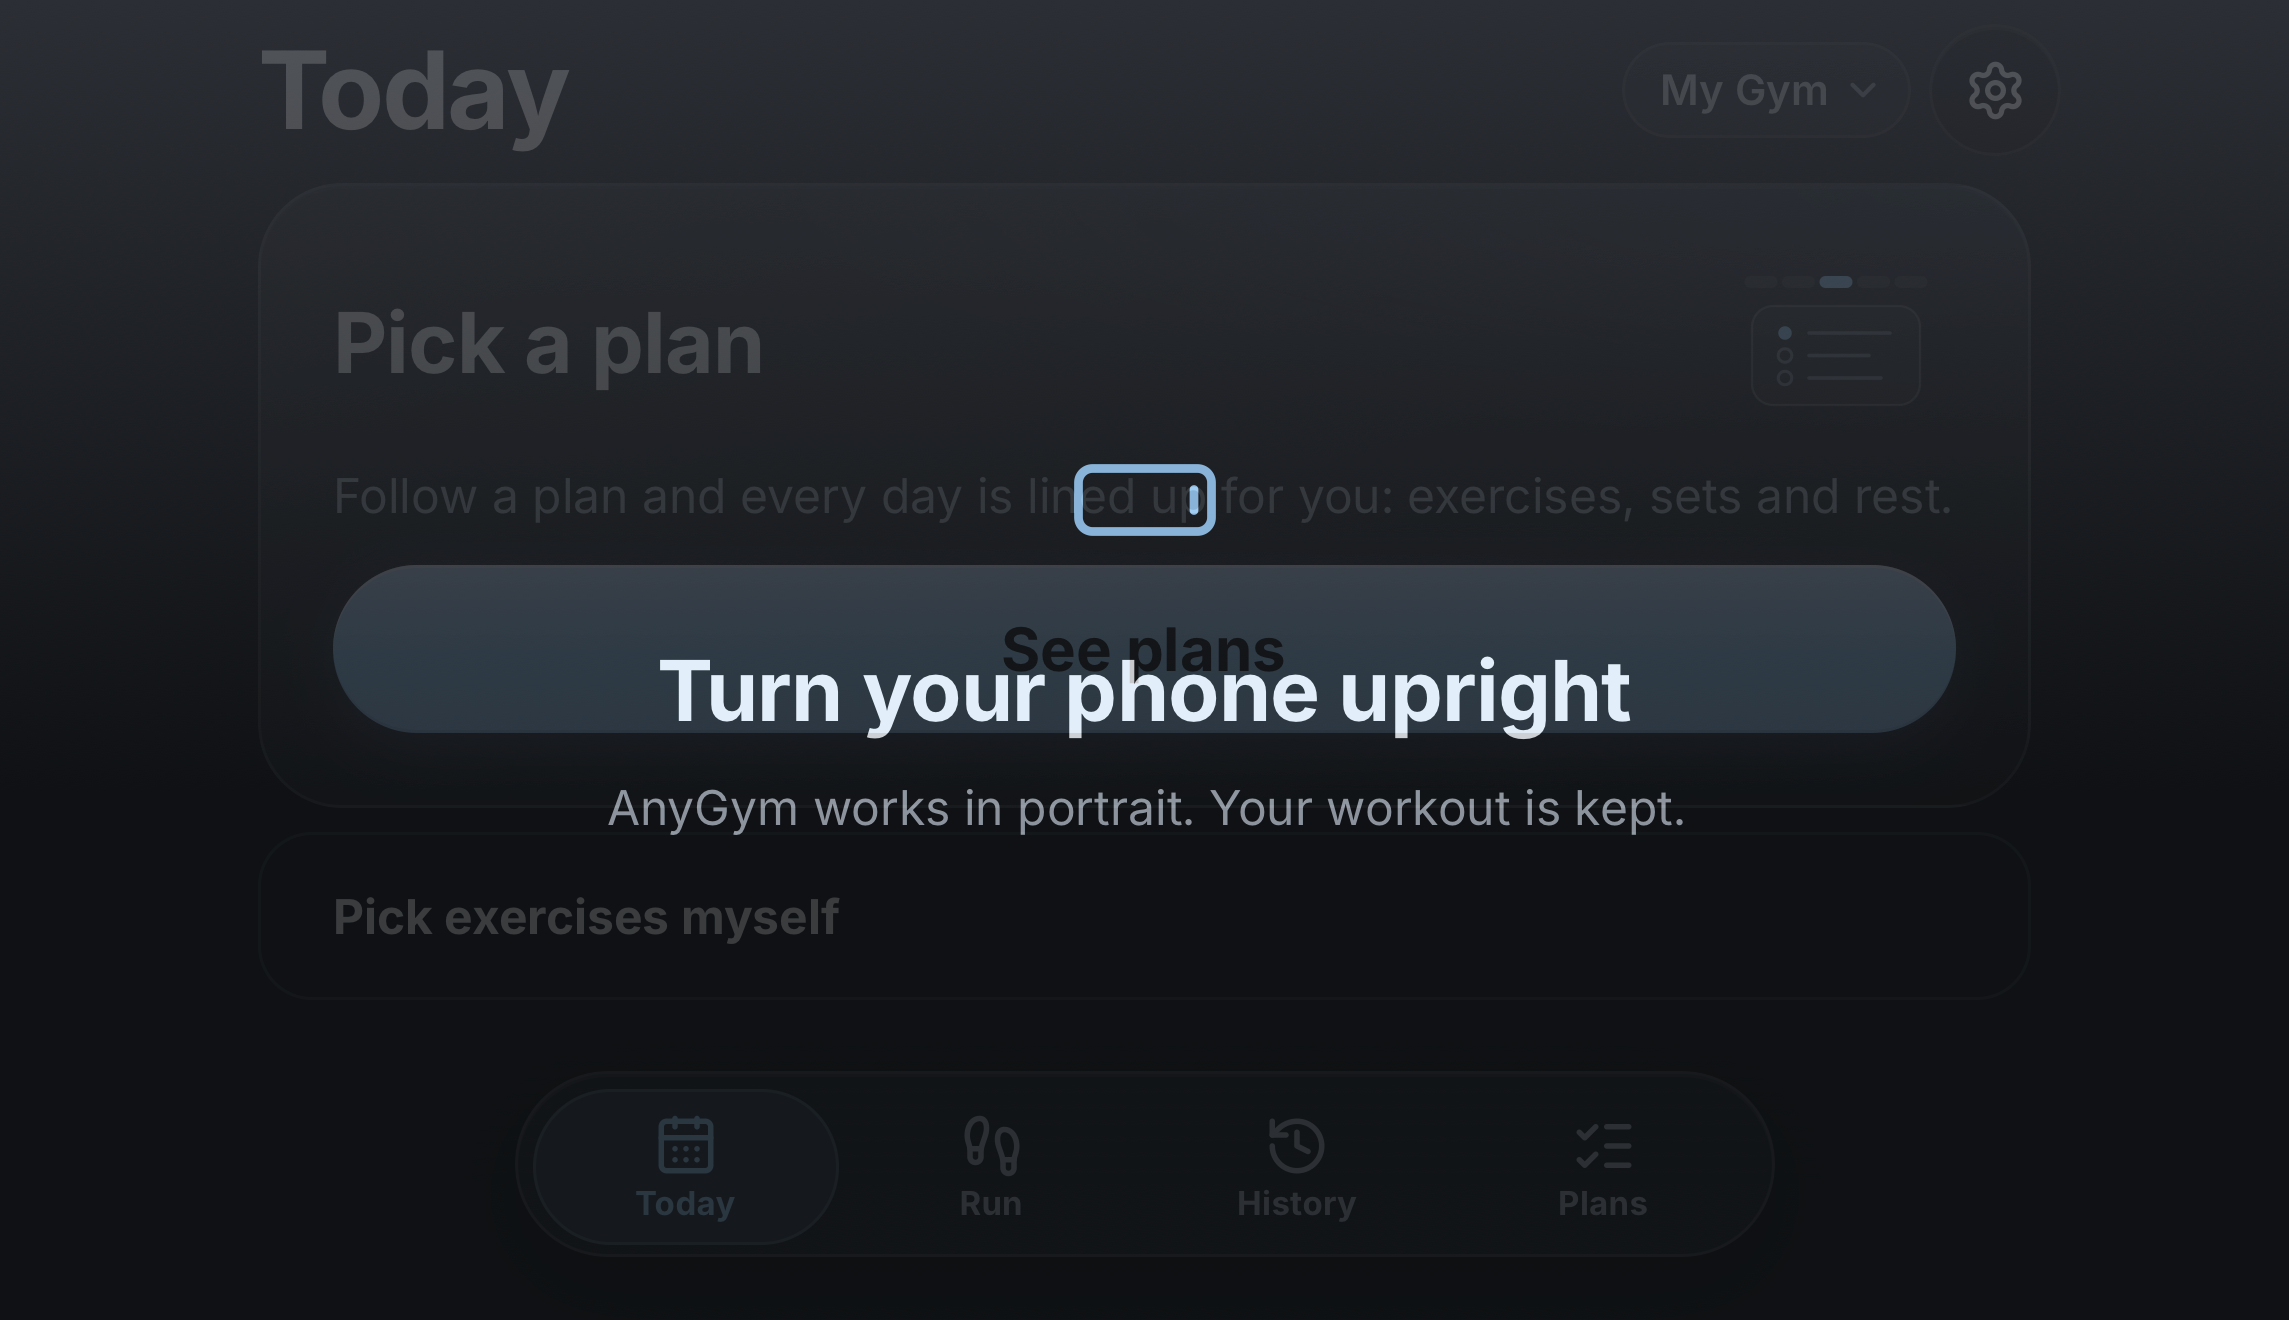 Today
My Gym
Pick a plan
Follow a plan and every day is lined up for you: exercises, sets and rest.
See plans
Turn your phone upright
AnyGym works in portrait. Your workout is kept.
Pick exercises myself
Today
Run
History
Plans